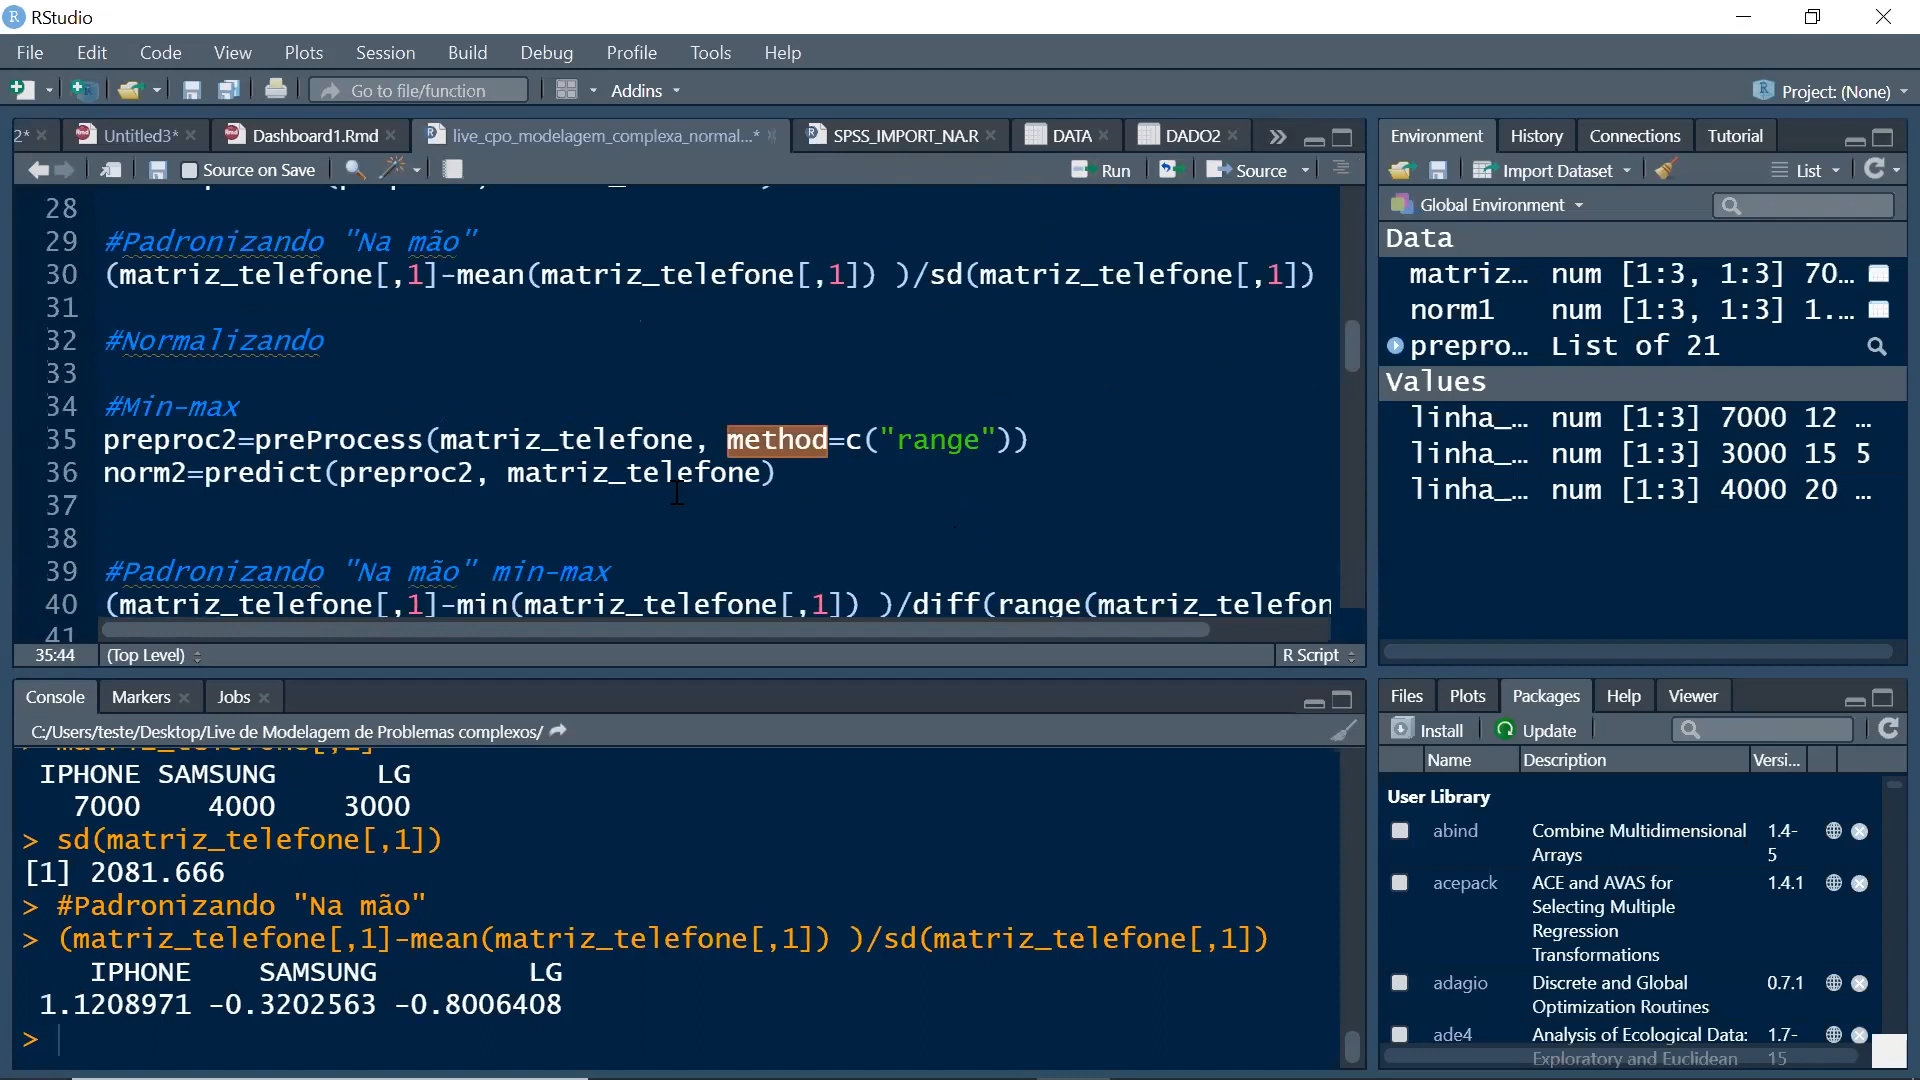 RStudio
File Edit Code View Plots Session Build Debug Profile Tools Help
Go to file/function Addins Project: (None)
2* Untitled3* Dashboard1.Rmd live_cpo_modelagem_complexa_normal...* SPSS_IMPORT_NA.R DATA DADO2
Source on Save Run Source
28
29 #Padronizando "Na mão"
30 (matriz_telefone[,1]-mean(matriz_telefone[,1]) )/sd(matriz_telefone[,1])
31
32 #Normalizando
33
34 #Min-max
35 preproc2=preProcess(matriz_telefone, method=c("range"))
36 norm2=predict(preproc2, matriz_telefone)
37
38
39 #Padronizando "Na mão" min-max
40 (matriz_telefone[,1]-min(matriz_telefone[,1]) )/diff(range(matriz_telefon
41
35:44 (Top Level) R Script
Console Markers Jobs
C:/Users/teste/Desktop/Live de Modelagem de Problemas complexos/
> matriz_telefone[,1]
IPHONE SAMSUNG LG
7000 4000 3000
> sd(matriz_telefone[,1])
[1] 2081.666
> #Padronizando "Na mão"
> (matriz_telefone[,1]-mean(matriz_telefone[,1]) )/sd(matriz_telefone[,1])
IPHONE SAMSUNG LG
1.1208971 -0.3202563 -0.8006408
>
Environment History Connections Tutorial
Import Dataset List
Global Environment
Data
matriz... num [1:3, 1:3] 70...
norm1 num [1:3, 1:3] 1....
prepro... List of 21
Values
linha_... num [1:3] 7000 12 ...
linha_... num [1:3] 3000 15 5
linha_... num [1:3] 4000 20 ...
Files Plots Packages Help Viewer
Install Update
Name Description Versi...
User Library
abind Combine Multidimensional 1.4-
Arrays 5
acepack ACE and AVAS for 1.4.1
Selecting Multiple
Regression
Transformations
adagio Discrete and Global 0.7.1
Optimization Routines
ade4 Analysis of Ecological Data: 1.7-
Exploratory and Euclidean 15